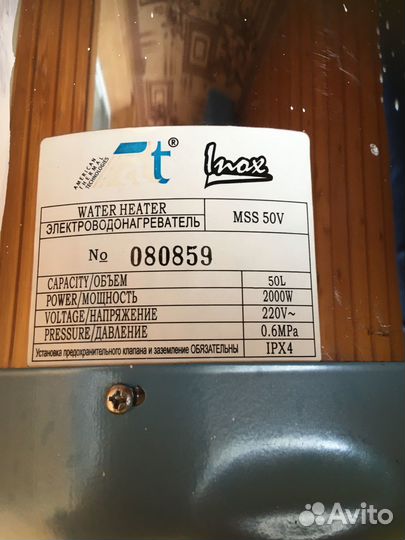 AMERICAN
THERMAL
TECHNOLOGIES
att® Inox
WATER HEATER
ЭЛЕКТРОВОДОНАГРЕВАТЕЛЬ MSS 50V
No 080859
CAPACITY/ОБЪЕМ 50L
POWER/МОЩНОСТЬ 2000W
VOLTAGE/НАПРЯЖЕНИЕ 220V~
PRESSURE/ДАВЛЕНИЕ 0.6MPa
Установка предохранительного клапана и заземление ОБЯЗАТЕЛЬНЫ IPX4
Avito